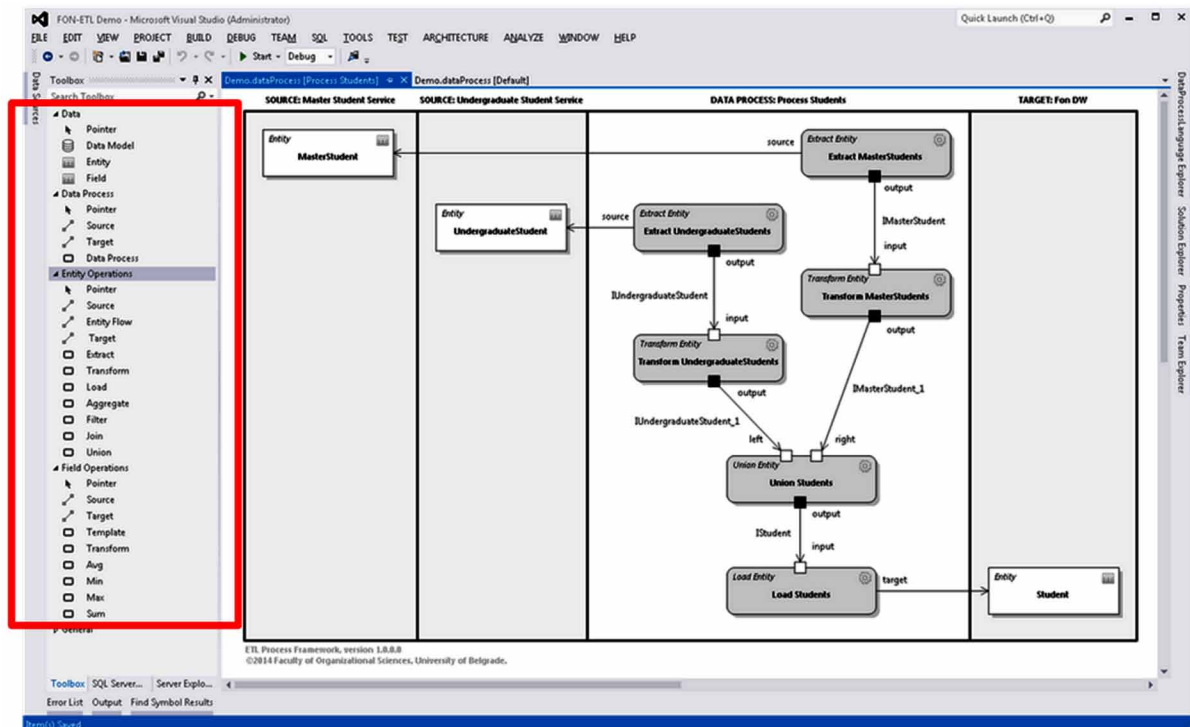 FON-ETL Demo - Microsoft Visual Studio (Administrator)
Quick Launch (Ctrl+Q)
FILE EDIT VIEW PROJECT BUILD DEBUG TEAM SQL TOOLS TEST ARCHITECTURE ANALYZE WINDOW HELP
Start Debug
Data Sources
Toolbox
Search Toolbox
Data
Pointer
Data Model
Entity
Field
Data Process
Pointer
Source
Target
Data Process
Entity Operations
Pointer
Source
Entity Flow
Target
Extract
Transform
Load
Aggregate
Filter
Join
Union
Field Operations
Pointer
Source
Target
Template
Transform
Avg
Min
Max
Sum
General
Toolbox SQL Server... Server Explo...
Error List Output Find Symbol Results
Item(s) Saved
Demo.dataProcess [Process Students]
Demo.dataProcess [Default]
SOURCE: Master Student Service
SOURCE: Undergraduate Student Service
DATA PROCESS: Process Students
TARGET: Fon DW
Entity
MasterStudent
source
Extract Entity
Extract MasterStudents
output
IMasterStudent
input
Entity
UndergraduateStudent
source
Extract Entity
Extract UndergraduateStudents
output
IUndergraduateStudent
input
Transform Entity
Transform MasterStudents
output
Transform Entity
Transform UndergraduateStudents
output
IMasterStudent_1
IUndergraduateStudent_1
left
right
Union Entity
Union Students
output
IStudent
input
Load Entity
Load Students
target
Entity
Student
ETL Process Framework, version 1.0.0.0
©2014 Faculty of Organizational Sciences, University of Belgrade.
DataProcessLanguage Explorer
Solution Explorer
Properties
Team Explorer